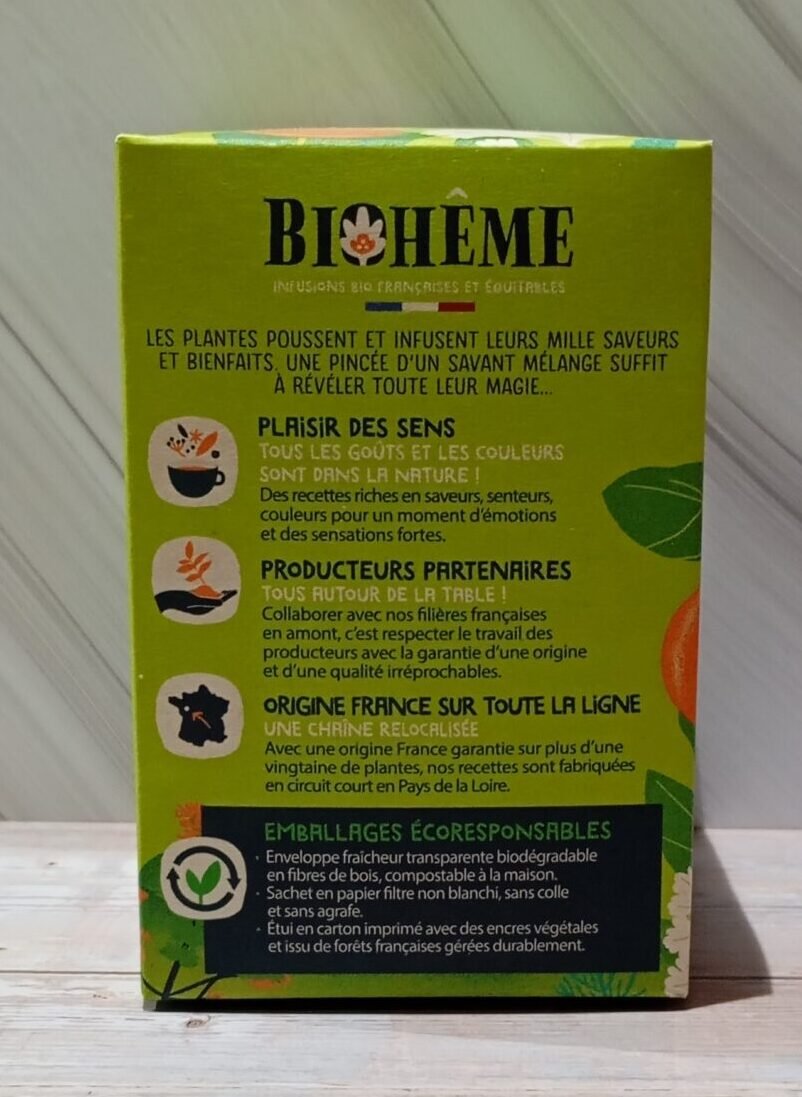 BIOHÊME
INFUSIONS BIO FRANÇAISES ET ÉQUITABLES
LES PLANTES POUSSENT ET INFUSENT LEURS MILLE SAVEURS
ET BIENFAITS. UNE PINCÉE D'UN SAVANT MÉLANGE SUFFIT
À RÉVÉLER TOUTE LEUR MAGIE...
PLAISIR DES SENS
TOUS LES GOÛTS ET LES COULEURS
SONT DANS LA NATURE !
Des recettes riches en saveurs, senteurs,
couleurs pour un moment d'émotions
et des sensations fortes.
PRODUCTEURS PARTENAIRES
TOUS AUTOUR DE LA TABLE !
Collaborer avec nos filières françaises
en amont, c'est respecter le travail des
producteurs avec la garantie d'une origine
et d'une qualité irréprochables.
ORIGINE FRANCE SUR TOUTE LA LIGNE
UNE CHAÎNE RELOCALISÉE
Avec une origine France garantie sur plus d'une
vingtaine de plantes, nos recettes sont fabriquées
en circuit court en Pays de la Loire.
EMBALLAGES ÉCORESPONSABLES
· Enveloppe fraîcheur transparente biodégradable
en fibres de bois, compostable à la maison.
· Sachet en papier filtre non blanchi, sans colle
et sans agrafe.
· Étui en carton imprimé avec des encres végétales
et issu de forêts françaises gérées durablement.